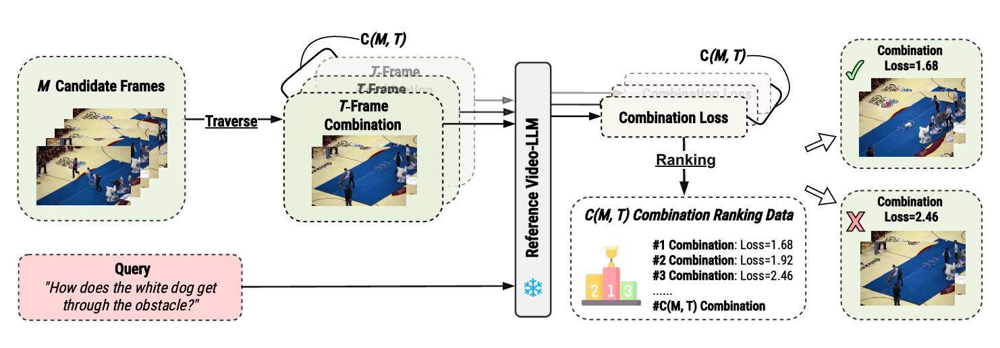 C(M, T)
M Candidate Frames
Traverse
T-Frame
T-Frame
T-Frame
Combination
Query
"How does the white dog get
through the obstacle?"
Reference Video-LLM
C(M, T)
Combination Loss
Combination Loss
Ranking
C(M, T) Combination Ranking Data
#1 Combination: Loss=1.68
#2 Combination: Loss=1.92
#3 Combination: Loss=2.46
......
#C(M, T) Combination
2 1 3
Combination
Loss=1.68
Combination
Loss=2.46
X